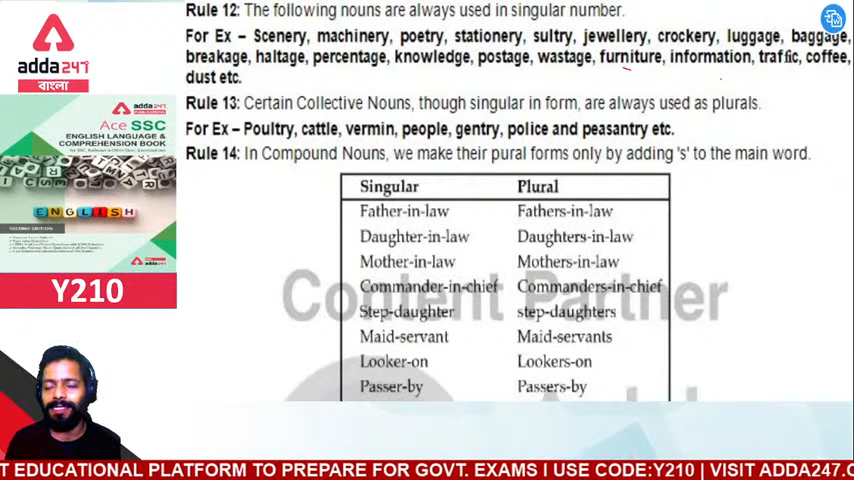 Rule 12: The following nouns are always used in singular number.
For Ex – Scenery, machinery, poetry, stationery, sultry, jewellery, crockery, luggage, baggage,
breakage, haltage, percentage, knowledge, postage, wastage, furniture, information, traffic, coffee,
dust etc.
Rule 13: Certain Collective Nouns, though singular in form, are always used as plurals.
For Ex – Poultry, cattle, vermin, people, gentry, police and peasantry etc.
Rule 14: In Compound Nouns, we make their pural forms only by adding 's' to the main word.
Singular Plural
Father-in-law Fathers-in-law
Daughter-in-law Daughters-in-law
Mother-in-law Mothers-in-law
Commander-in-chief Commanders-in-chief
Step-daughter step-daughters
Maid-servant Maid-servants
Looker-on Lookers-on
Passer-by Passers-by
Content Partner
adda247
বাংলা
adda247
Ace SSC
ENGLISH LANGUAGE &
COMPREHENSION BOOK
ENGLISH
SECOND EDITION
adda247
Y210
T EDUCATIONAL PLATFORM TO PREPARE FOR GOVT. EXAMS I USE CODE:Y210 | VISIT ADDA247.C